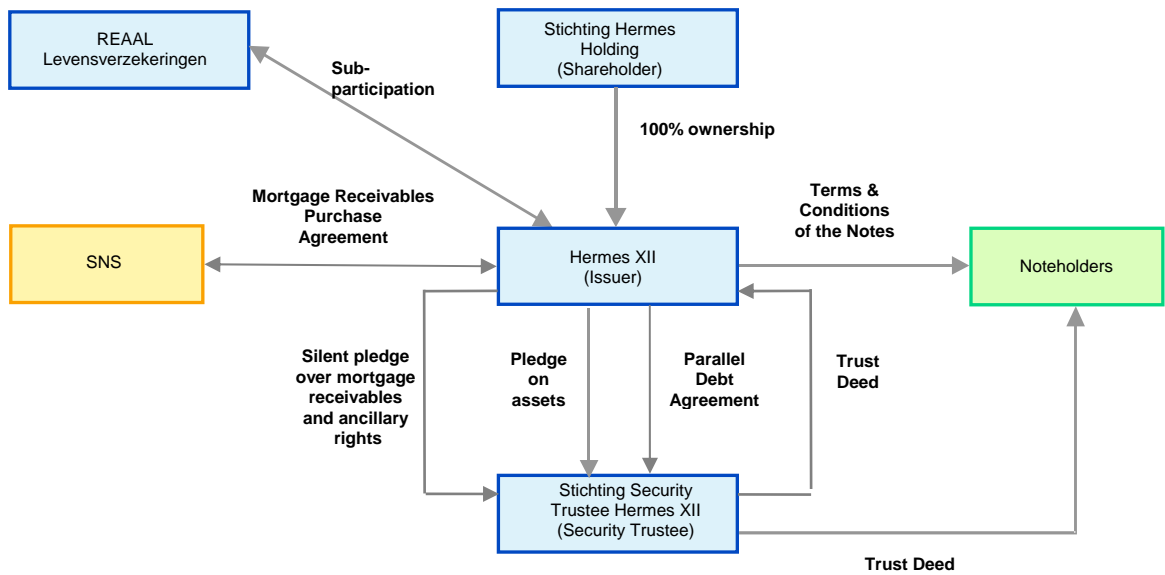 REAAL
Levensverzekeringen
Stichting Hermes
Holding
(Shareholder)
Sub-
participation
100% ownership
Mortgage Receivables
Purchase
Agreement
Terms &
Conditions
of the Notes
SNS
Hermes XII
(Issuer)
Noteholders
Silent pledge
over mortgage
receivables
and ancillary
rights
Pledge
on
assets
Parallel
Debt
Agreement
Trust
Deed
Stichting Security
Trustee Hermes XII
(Security Trustee)
Trust Deed